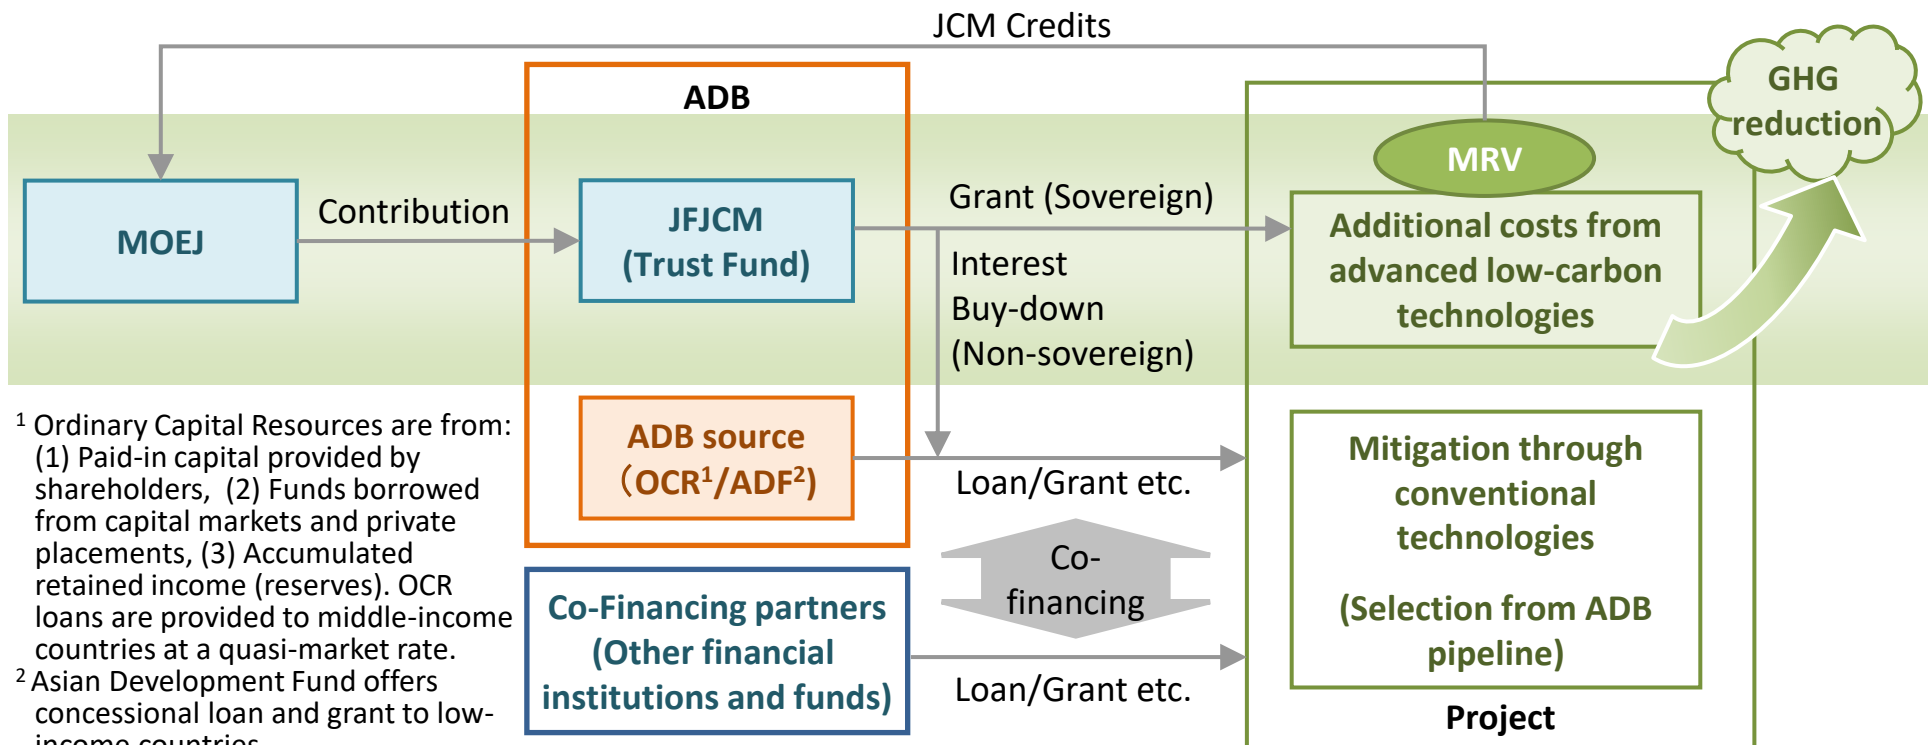 JCM Credits
ADB
GHG
reduction
MRV
MOEJ
Contribution
JFJCM
(Trust Fund)
Grant (Sovereign)
Interest
Buy-down
(Non-sovereign)
Additional costs from
advanced low-carbon
technologies
¹ Ordinary Capital Resources are from:
(1) Paid-in capital provided by
shareholders, (2) Funds borrowed
from capital markets and private
placements, (3) Accumulated
retained income (reserves). OCR
loans are provided to middle-income
countries at a quasi-market rate.
² Asian Development Fund offers
concessional loan and grant to low-
income countries
ADB source
（OCR¹/ADF²)
Loan/Grant etc.
Co-
financing
Co-Financing partners
(Other financial
institutions and funds)
Loan/Grant etc.
Mitigation through
conventional
technologies
(Selection from ADB
pipeline)
Project